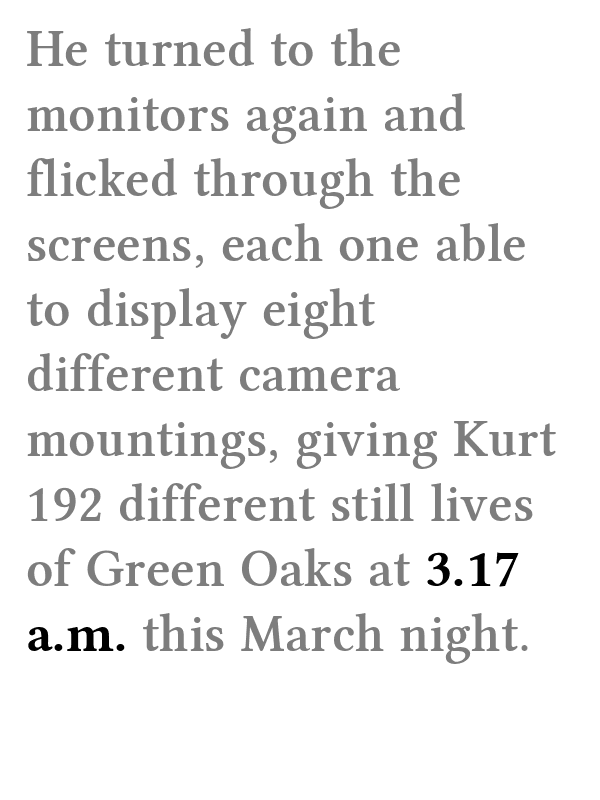 He turned to the
monitors again and
flicked through the
screens, each one able
to display eight
different camera
mountings, giving Kurt
192 different still lives
of Green Oaks at 3.17
a.m. this March night.